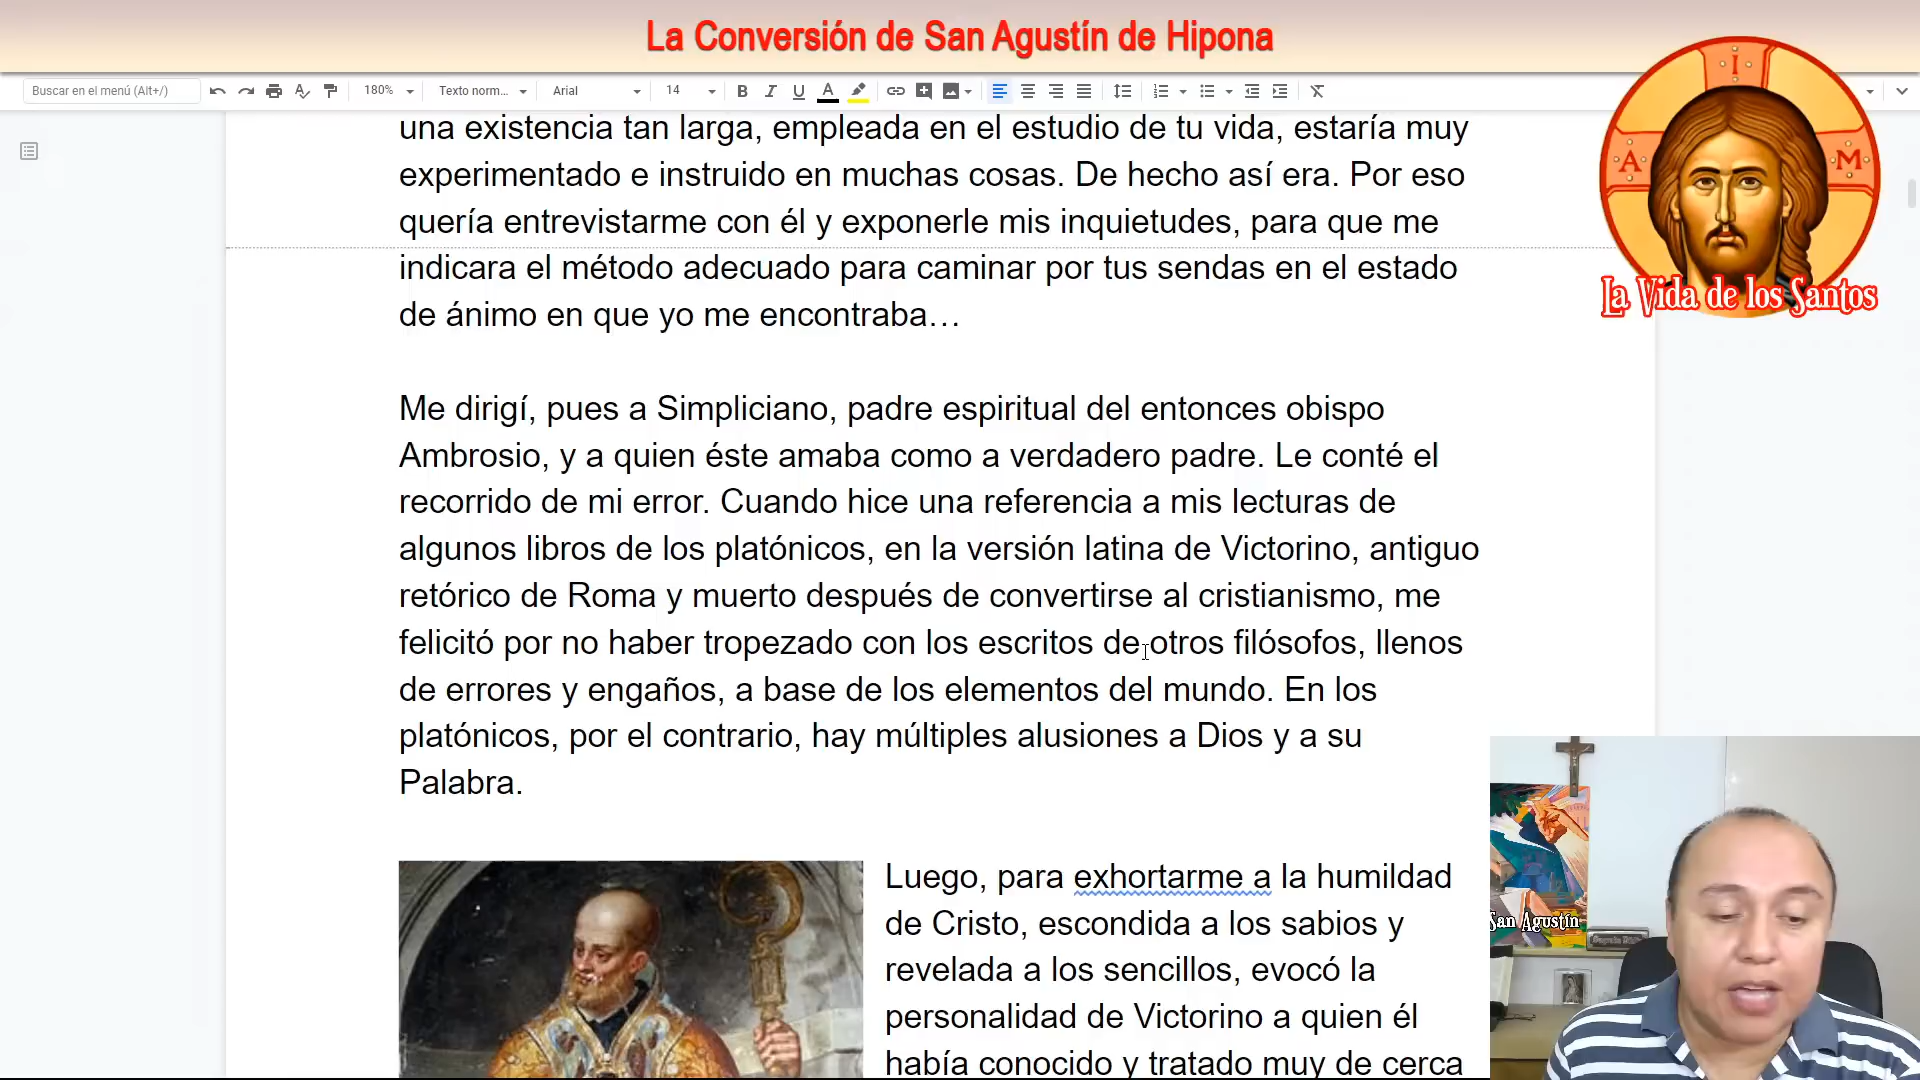 La Conversión de San Agustín de Hipona
Buscar en el menú (Alt+/)
180%
Texto norm...
Arial
14
I
A
M
La Vida de los Santos
una existencia tan larga, empleada en el estudio de tu vida, estaría muy
experimentado e instruido en muchas cosas. De hecho así era. Por eso
quería entrevistarme con él y exponerle mis inquietudes, para que me
indicara el método adecuado para caminar por tus sendas en el estado
de ánimo en que yo me encontraba…
Me dirigí, pues a Simpliciano, padre espiritual del entonces obispo
Ambrosio, y a quien éste amaba como a verdadero padre. Le conté el
recorrido de mi error. Cuando hice una referencia a mis lecturas de
algunos libros de los platónicos, en la versión latina de Victorino, antiguo
retórico de Roma y muerto después de convertirse al cristianismo, me
felicitó por no haber tropezado con los escritos de otros filósofos, llenos
de errores y engaños, a base de los elementos del mundo. En los
platónicos, por el contrario, hay múltiples alusiones a Dios y a su
Palabra.
Luego, para exhortarme a la humildad
de Cristo, escondida a los sabios y
revelada a los sencillos, evocó la
personalidad de Victorino a quien él
había conocido y tratado muy de cerca
San Agustín